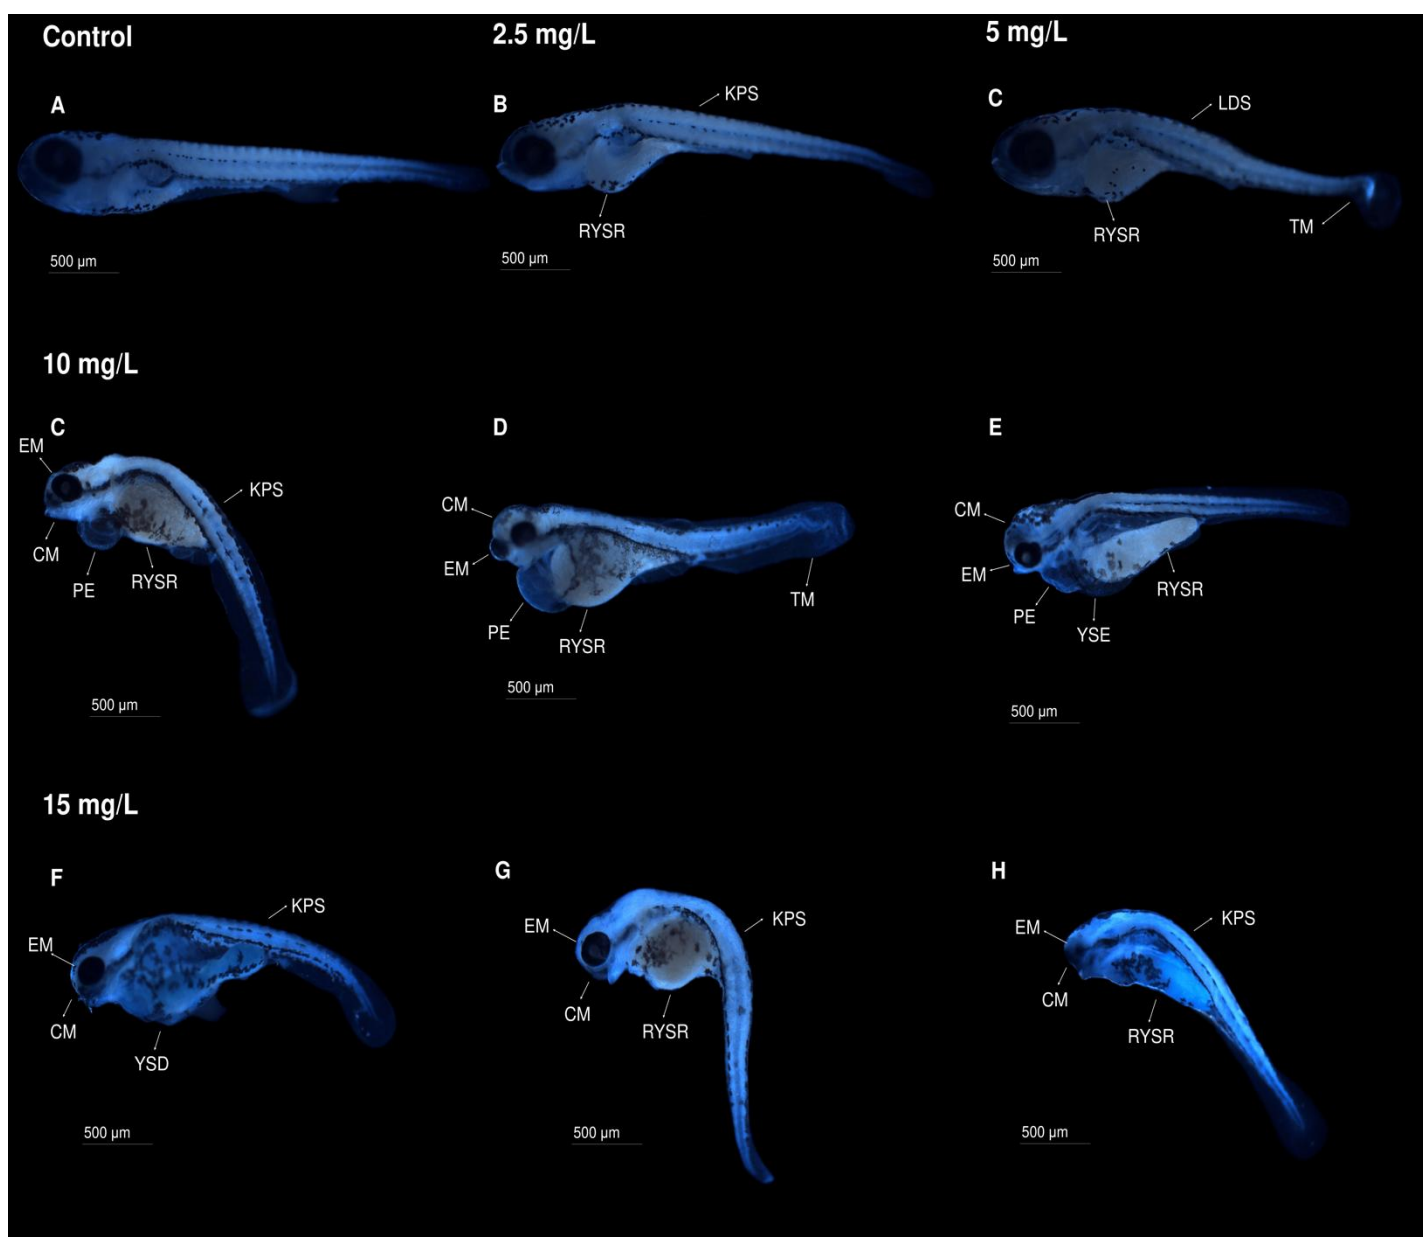 Control
2.5 mg/L
5 mg/L
A
B
KPS
C
LDS
RYSR
RYSR
TM
500 µm
500 µm
500 µm
10 mg/L
C
D
E
EM
KPS
CM
CM
CM
EM
EM
PE
RYSR
PE
RYSR
TM
PE
YSE
RYSR
500 µm
500 µm
500 µm
15 mg/L
F
G
H
KPS
EM
CM
YSD
EM
KPS
CM
RYSR
EM
KPS
CM
RYSR
500 µm
500 µm
500 µm